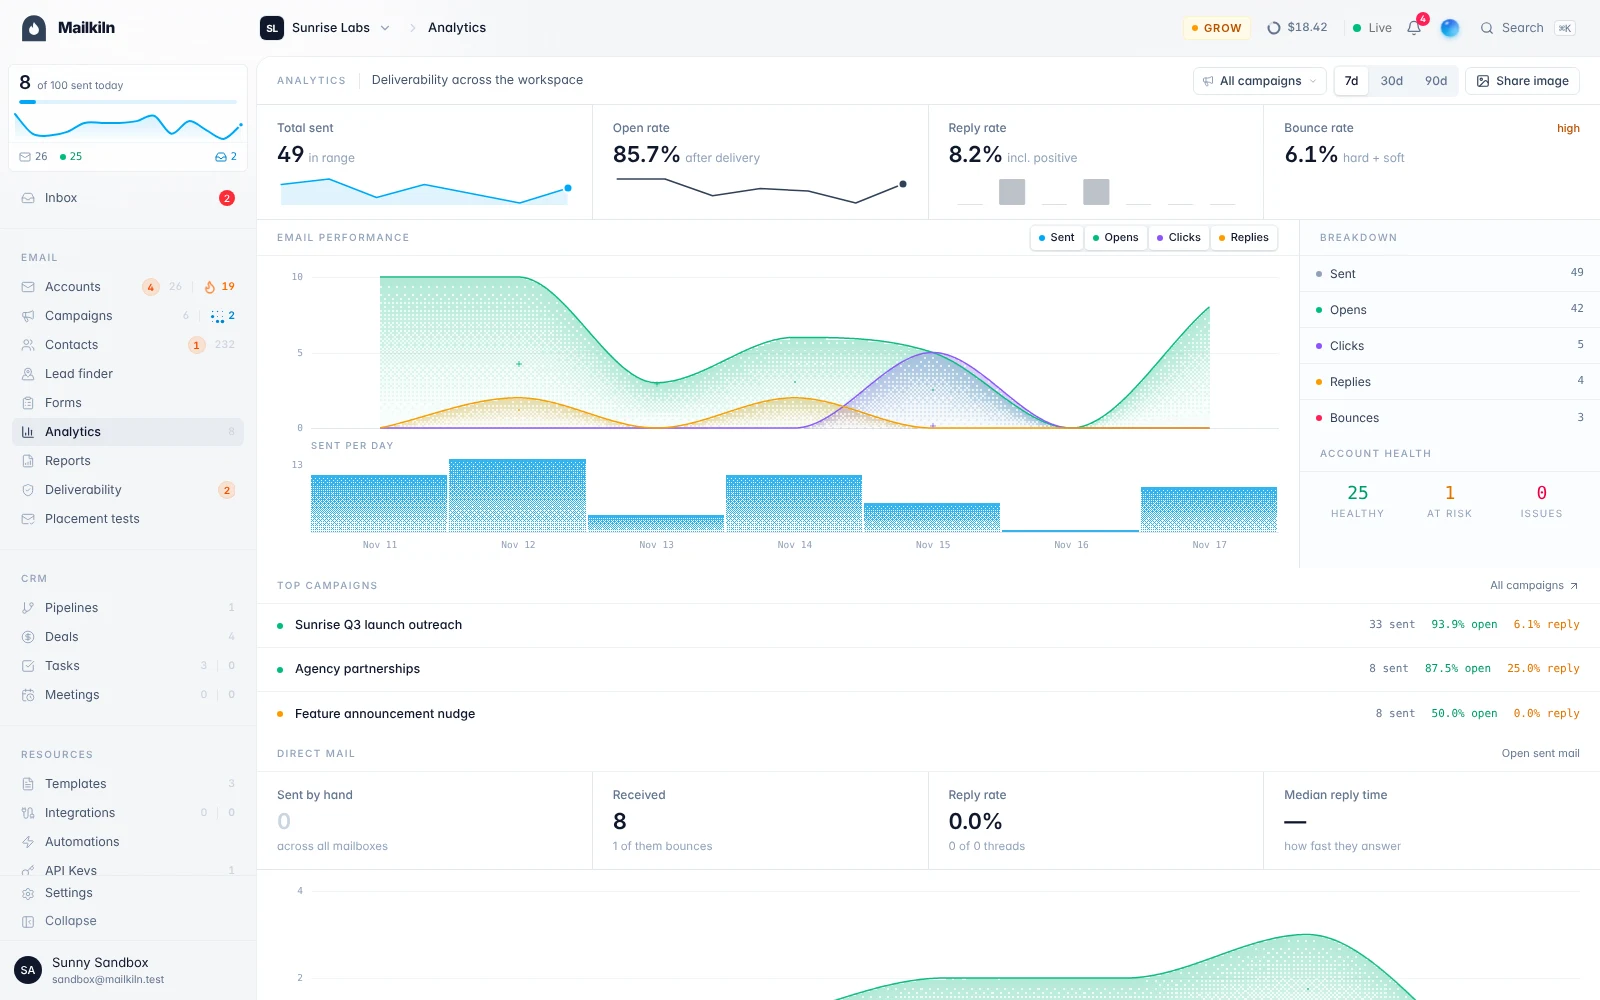 Mailkiln
SL Sunrise Labs Analytics
GROW $18.42 Live 4 Search ⌘K
8 of 100 sent today
26 25 2
Inbox 2
EMAIL
Accounts 4 26 19
Campaigns 6 2
Contacts 1 232
Lead finder
Forms
Analytics 8
Reports
Deliverability 2
Placement tests
CRM
Pipelines 1
Deals 4
Tasks 3 0
Meetings 0 0
RESOURCES
Templates 3
Integrations 0 0
Automations
API Keys 1
Settings
Collapse
SA Sunny Sandbox
sandbox@mailkiln.test
ANALYTICS Deliverability across the workspace
All campaigns 7d 30d 90d Share image
Total sent
49 in range
Open rate
85.7% after delivery
Reply rate
8.2% incl. positive
Bounce rate high
6.1% hard + soft
EMAIL PERFORMANCE
Sent Opens Clicks Replies
10
5
0
SENT PER DAY
13
Nov 11 Nov 12 Nov 13 Nov 14 Nov 15 Nov 16 Nov 17
BREAKDOWN
Sent 49
Opens 42
Clicks 5
Replies 4
Bounces 3
ACCOUNT HEALTH
25 1 0
HEALTHY AT RISK ISSUES
TOP CAMPAIGNS All campaigns
Sunrise Q3 launch outreach 33 sent 93.9% open 6.1% reply
Agency partnerships 8 sent 87.5% open 25.0% reply
Feature announcement nudge 8 sent 50.0% open 0.0% reply
DIRECT MAIL Open sent mail
Sent by hand
0
across all mailboxes
Received
8
1 of them bounces
Reply rate
0.0%
0 of 0 threads
Median reply time
—
how fast they answer
4
2